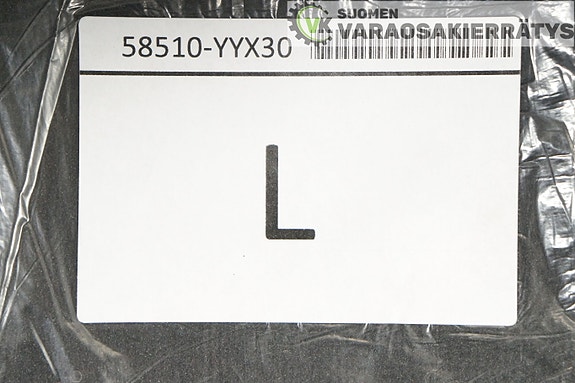 SUOMEN
VARAOSAKIERRÄTYS
58510-YYX30
L